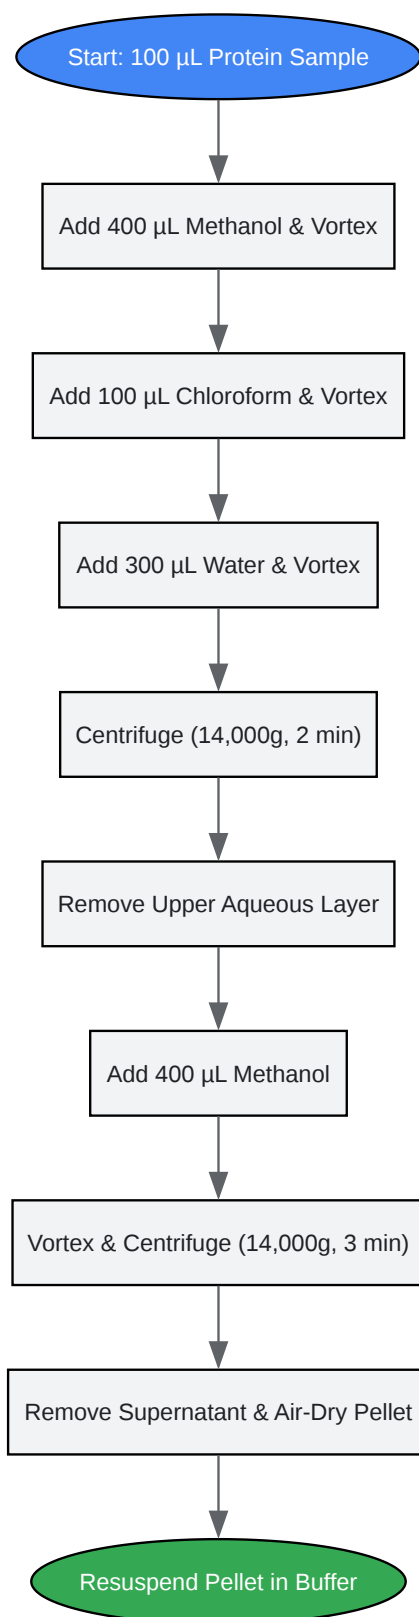 Start: 100 µL Protein Sample
Add 400 µL Methanol & Vortex
Add 100 µL Chloroform & Vortex
Add 300 µL Water & Vortex
Centrifuge (14,000g, 2 min)
Remove Upper Aqueous Layer
Add 400 µL Methanol
Vortex & Centrifuge (14,000g, 3 min)
Remove Supernatant & Air-Dry Pellet
Resuspend Pellet in Buffer